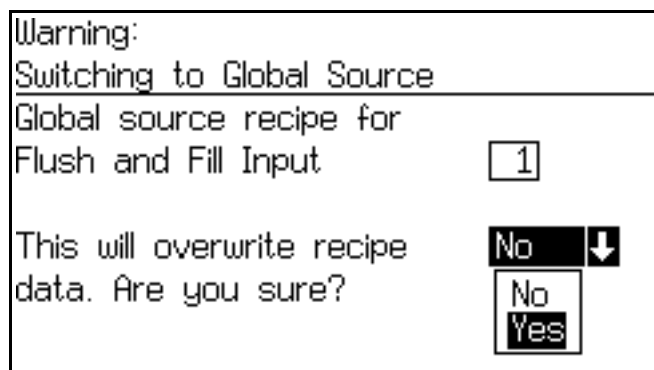 Warning:
Switching to Global Source
Global source recipe for
Flush and Fill Input 1
This will overwrite recipe No
data. Are you sure? No
Yes